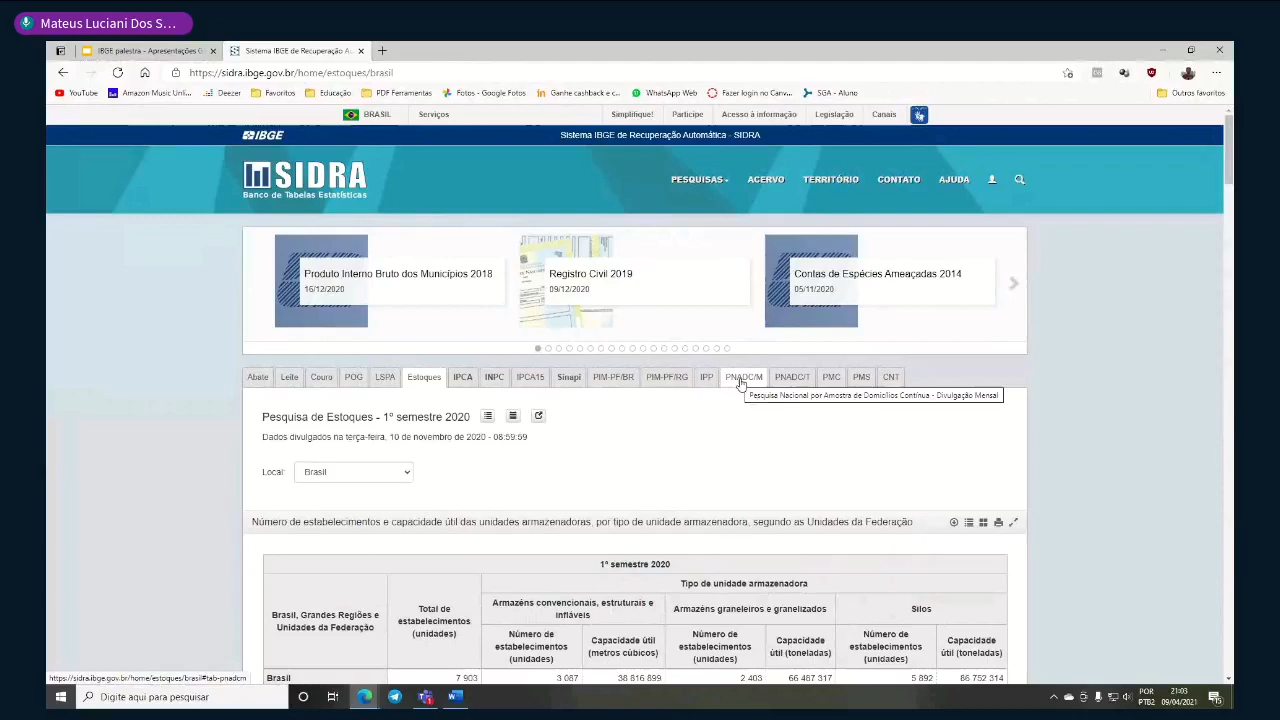 Mateus Luciani Dos S...
IBGE palestra - Apresentações G
Sistema IBGE de Recuperação Au
https://sidra.ibge.gov.br/home/estoques/brasil
YouTube
Amazon Music Unli...
Deezer
Favoritos
Educação
PDF Ferramentas
Fotos - Google Fotos
Ganhe cashback e c...
WhatsApp Web
Fazer login no Canv...
SGA - Aluno
Outros favoritos
BRASIL
Serviços
Simplifique!
Participe
Acesso à informação
Legislação
Canais
IBGE
Sistema IBGE de Recuperação Automática - SIDRA
SIDRA
Banco de Tabelas Estatísticas
PESQUISAS
ACERVO
TERRITÓRIO
CONTATO
AJUDA
Produto Interno Bruto dos Municípios 2018
16/12/2020
Registro Civil 2019
09/12/2020
Contas de Espécies Ameaçadas 2014
05/11/2020
Abate
Leite
Couro
POG
LSPA
Estoques
IPCA
INPC
IPCA15
Sinapi
PIM-PF/BR
PIM-PF/RG
IPP
PNADC/M
PNADC/T
PMC
PMS
CNT
Pesquisa Nacional por Amostra de Domicílios Contínua - Divulgação Mensal
Pesquisa de Estoques - 1º semestre 2020
Dados divulgados na terça-feira, 10 de novembro de 2020 - 08:59:59
Local:
Brasil
Número de estabelecimentos e capacidade útil das unidades armazenadoras, por tipo de unidade armazenadora, segundo as Unidades da Federação
1º semestre 2020
Brasil, Grandes Regiões e
Unidades da Federação
Total de
estabelecimentos
(unidades)
Tipo de unidade armazenadora
Armazéns convencionais, estruturais e
infláveis
Armazéns graneleiros e granelizados
Silos
Número de
estabelecimentos
(unidades)
Capacidade útil
(metros cúbicos)
Número de
estabelecimentos
(unidades)
Capacidade
útil (toneladas)
Número de
estabelecimentos
(unidades)
Capacidade
útil (toneladas)
Brasil
7 903
3 087
38 816 899
2 403
66 487 317
5 892
86 752 314
https://sidra.ibge.gov.br/home/estoques/brasil#tab-pnadcm
Digite aqui para pesquisar
POR
PTB2
21:03
09/04/2021
15